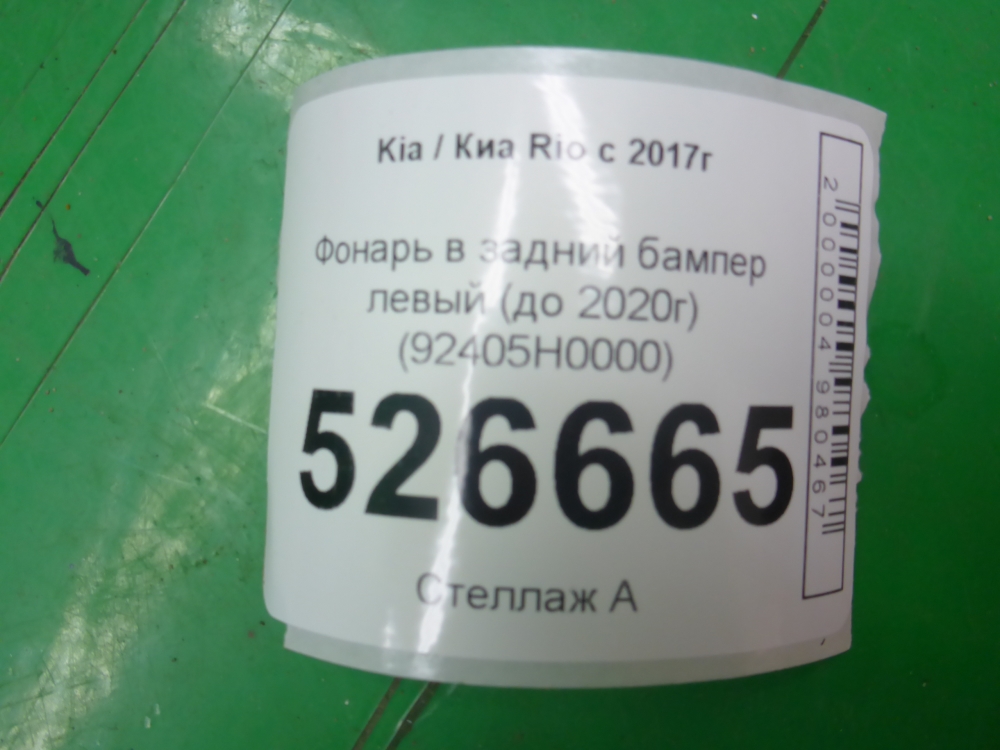 Kia / Киа Rio с 2017г
Фонарь в задний бампер
левый (до 2020г)
(92405H0000)
526665
Стеллаж А
2000004980467